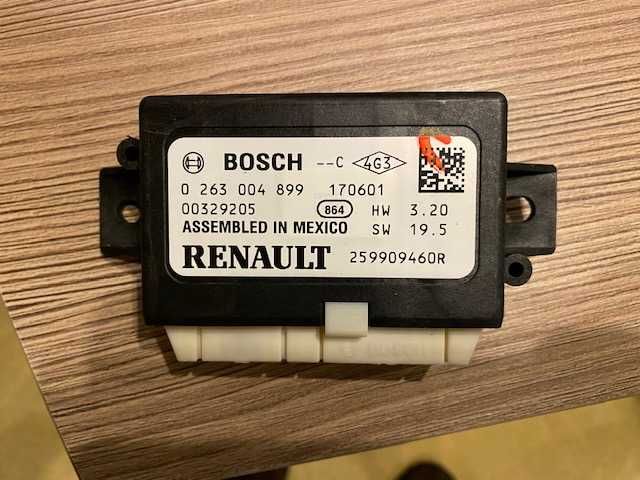 BOSCH --C 4G3
0 263 004 899 170601
00329205 864 HW 3.20
ASSEMBLED IN MEXICO SW 19.5
RENAULT 259909460R